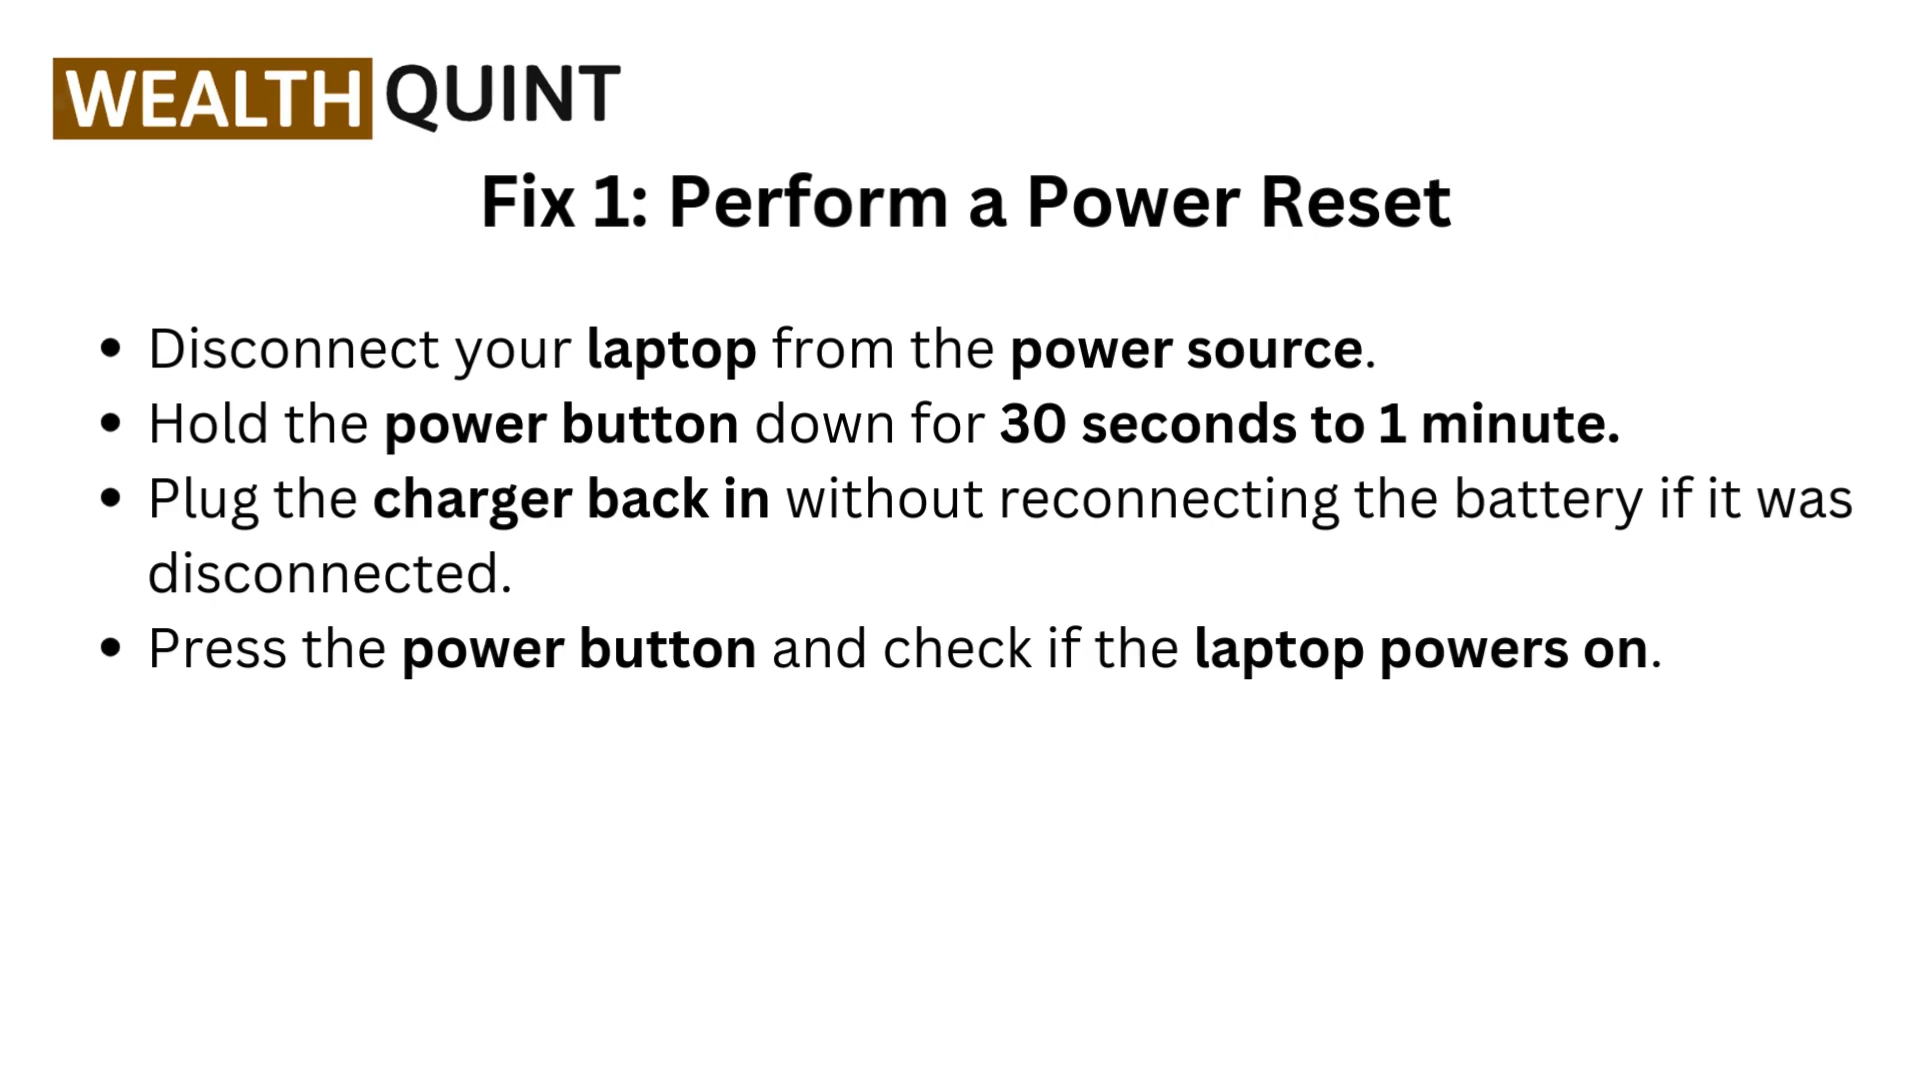 WEALTH QUINT
Fix 1: Perform a Power Reset
• Disconnect your laptop from the power source.
• Hold the power button down for 30 seconds to 1 minute.
• Plug the charger back in without reconnecting the battery if it was
disconnected.
• Press the power button and check if the laptop powers on.